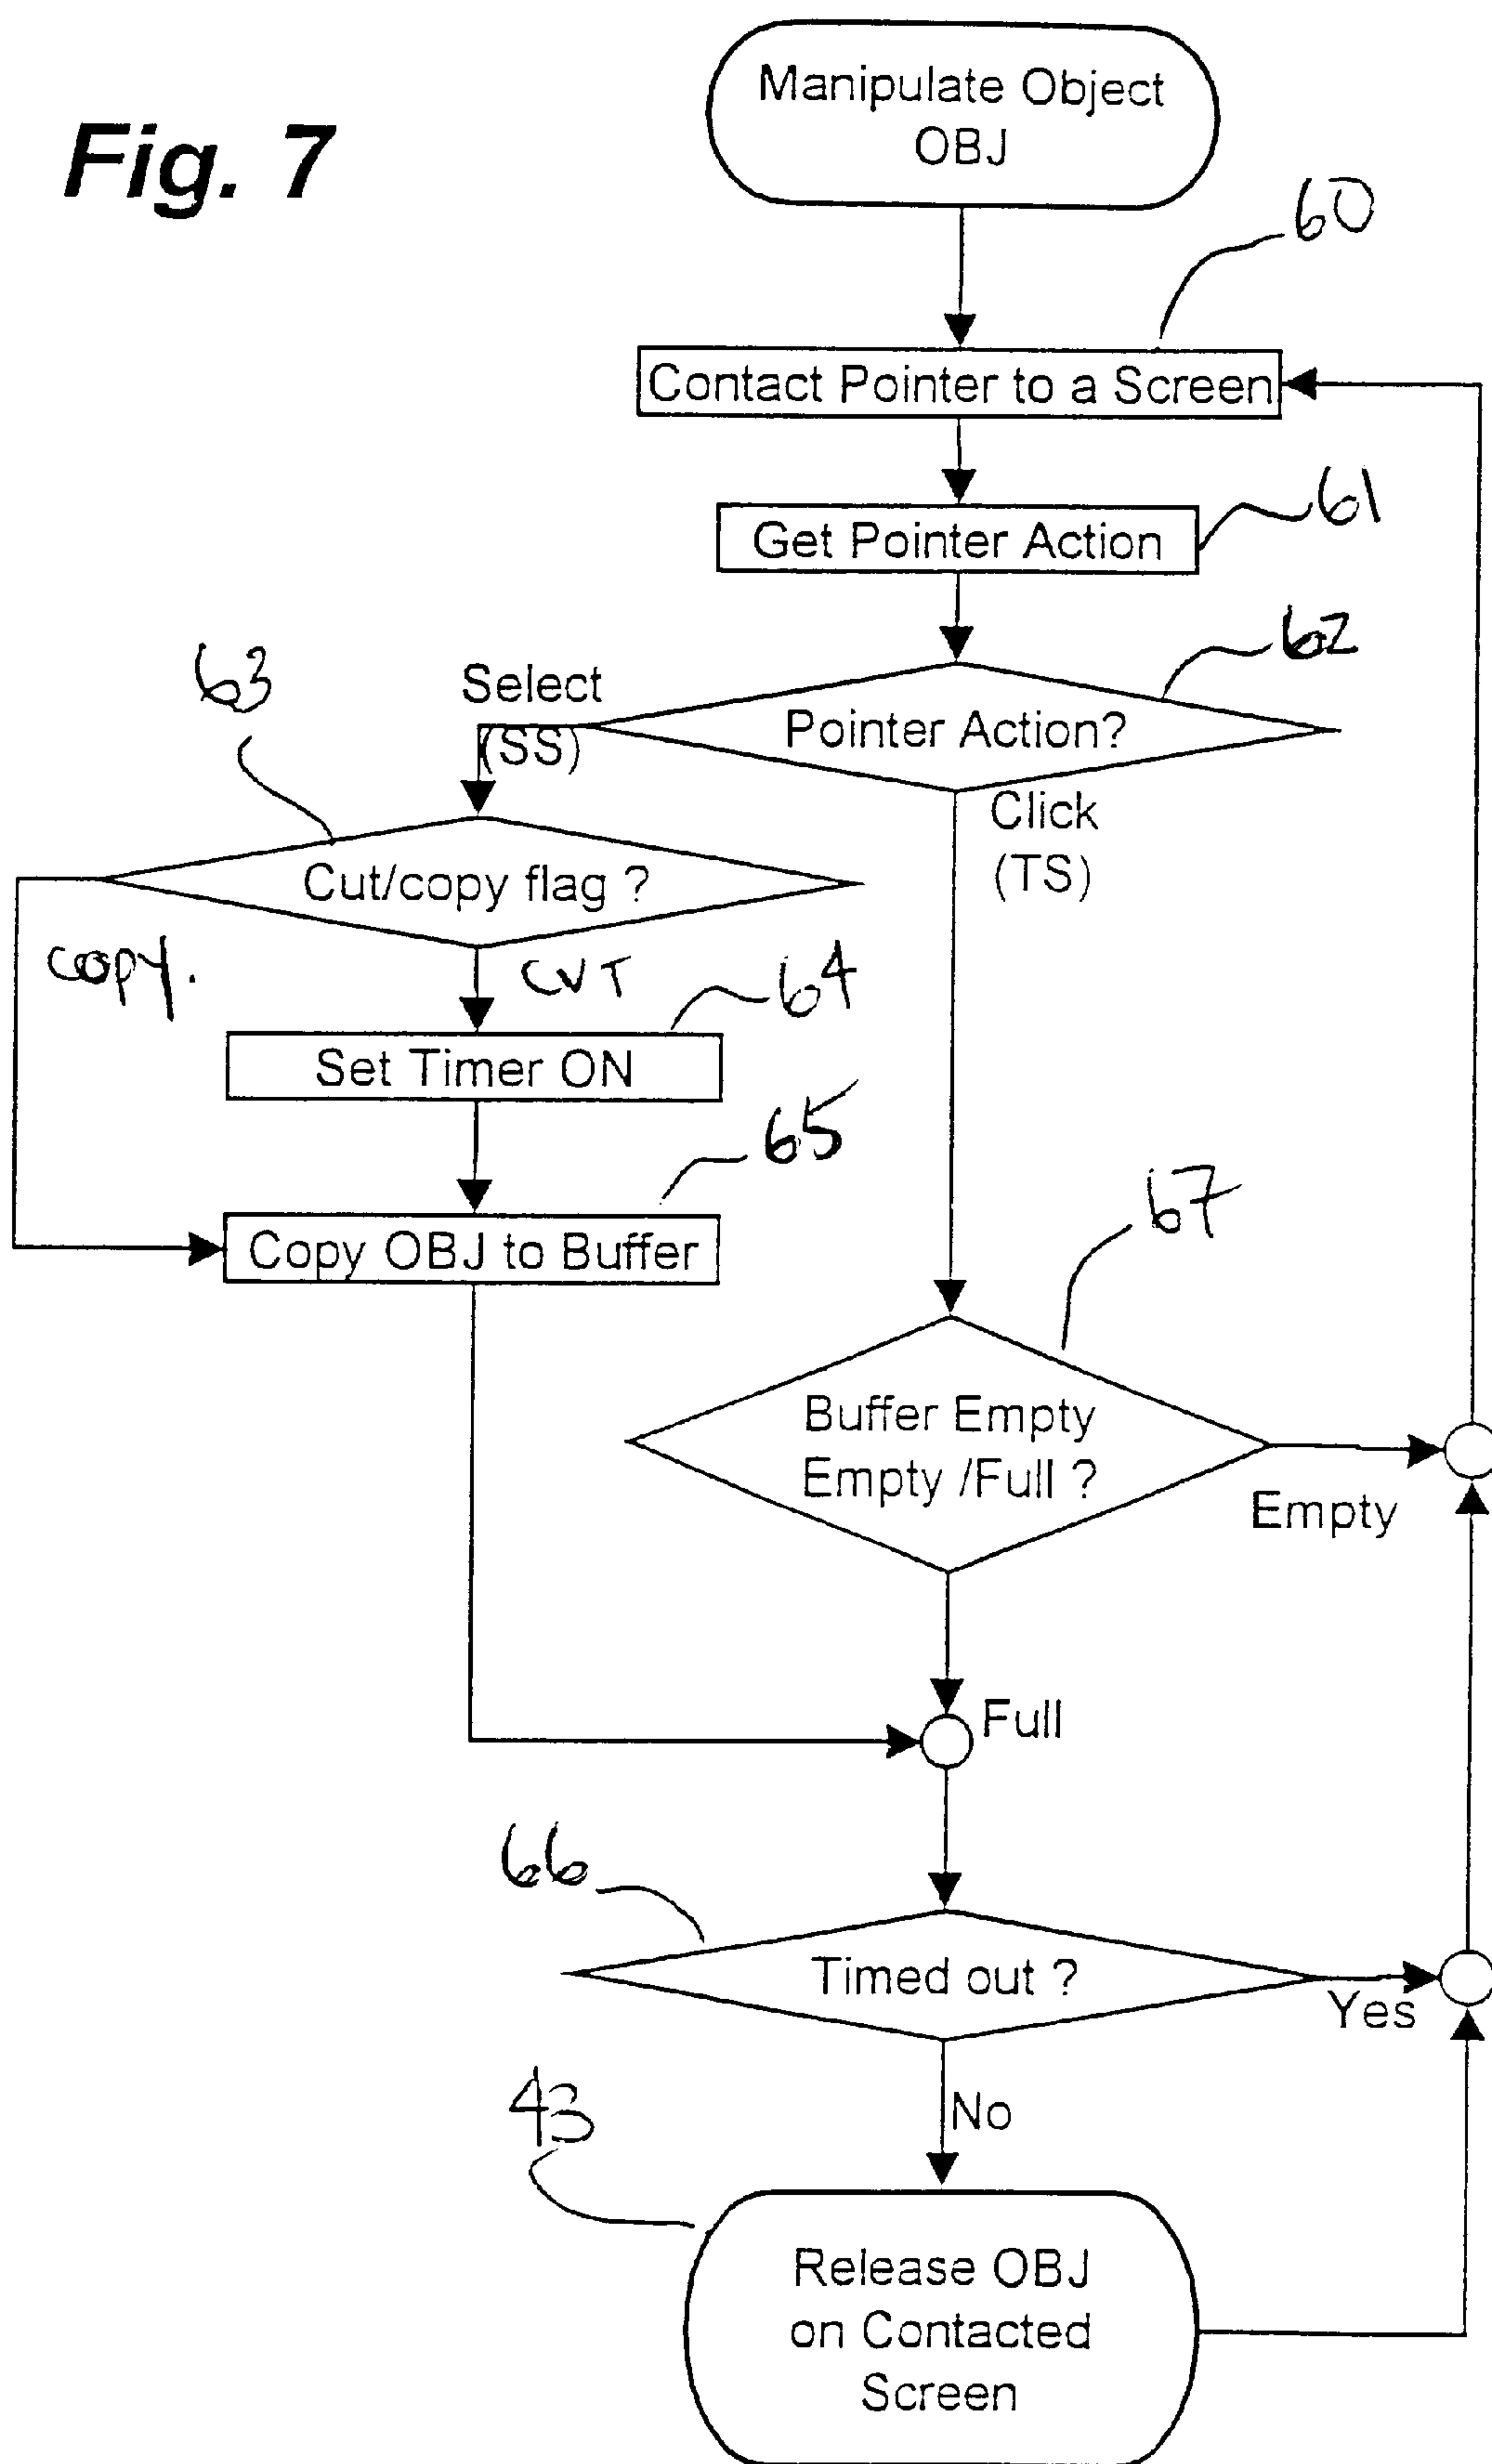 Fig. 7
Manipulate Object
OBJ
60
Contact Pointer to a Screen
61
Get Pointer Action
62
63
Select
(SS)
Pointer Action?
Click
(TS)
Cut/copy flag ?
copy.
CUT
64
Set Timer ON
65
Copy OBJ to Buffer
67
Buffer Empty
Empty /Full ?
Empty
Full
66
Timed out ?
Yes
No
43
Release OBJ
on Contacted
Screen